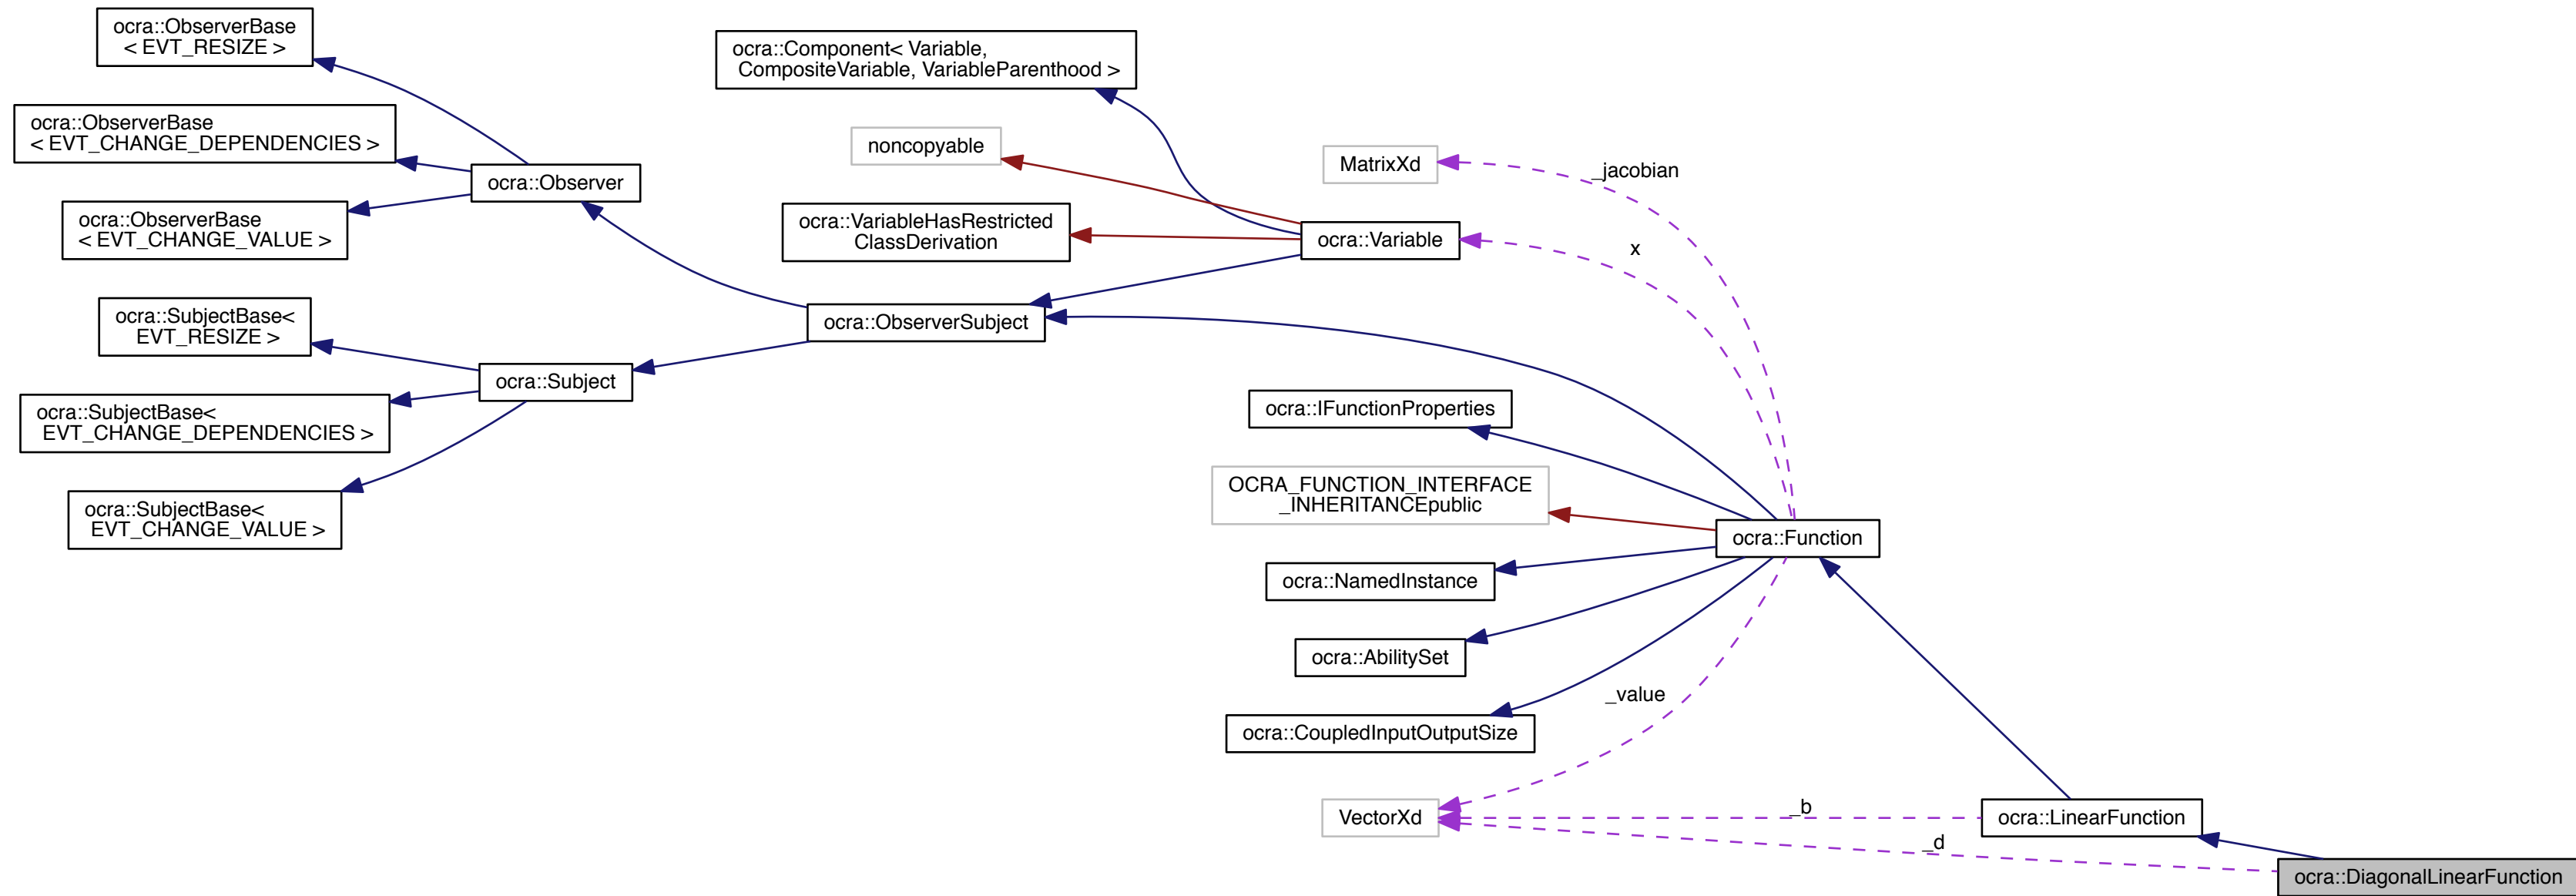 ocra::ObserverBase
< EVT_RESIZE >
ocra::ObserverBase
< EVT_CHANGE_DEPENDENCIES >
ocra::ObserverBase
< EVT_CHANGE_VALUE >
ocra::SubjectBase<
EVT_RESIZE >
ocra::SubjectBase<
EVT_CHANGE_DEPENDENCIES >
ocra::SubjectBase<
EVT_CHANGE_VALUE >
ocra::Observer
ocra::Subject
ocra::Component< Variable,
CompositeVariable, VariableParenthood >
noncopyable
ocra::VariableHasRestricted
ClassDerivation
ocra::ObserverSubject
MatrixXd
ocra::Variable
ocra::IFunctionProperties
OCRA_FUNCTION_INTERFACE
_INHERITANCEpublic
ocra::NamedInstance
ocra::AbilitySet
ocra::CoupledInputOutputSize
VectorXd
_jacobian
x
_value
_b
_d
ocra::Function
ocra::LinearFunction
ocra::DiagonalLinearFunction